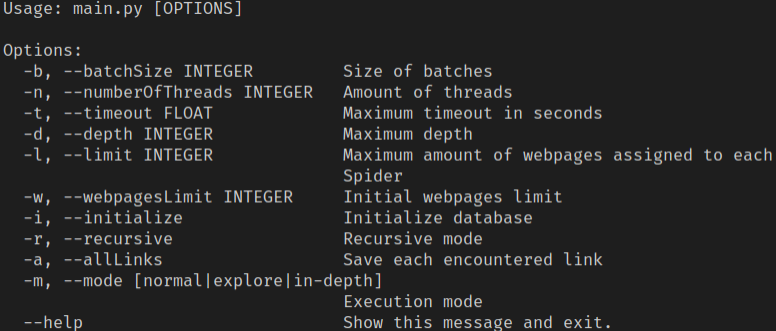 Usage: main.py [OPTIONS]

Options:
  -b, --batchSize INTEGER         Size of batches
  -n, --numberOfThreads INTEGER   Amount of threads
  -t, --timeout FLOAT             Maximum timeout in seconds
  -d, --depth INTEGER             Maximum depth
  -l, --limit INTEGER             Maximum amount of webpages assigned to each
                                  Spider
  -w, --webpagesLimit INTEGER     Initial webpages limit
  -i, --initialize                Initialize database
  -r, --recursive                 Recursive mode
  -a, --allLinks                  Save each encountered link
  -m, --mode [normal|explore|in-depth]
                                  Execution mode
  --help                          Show this message and exit.